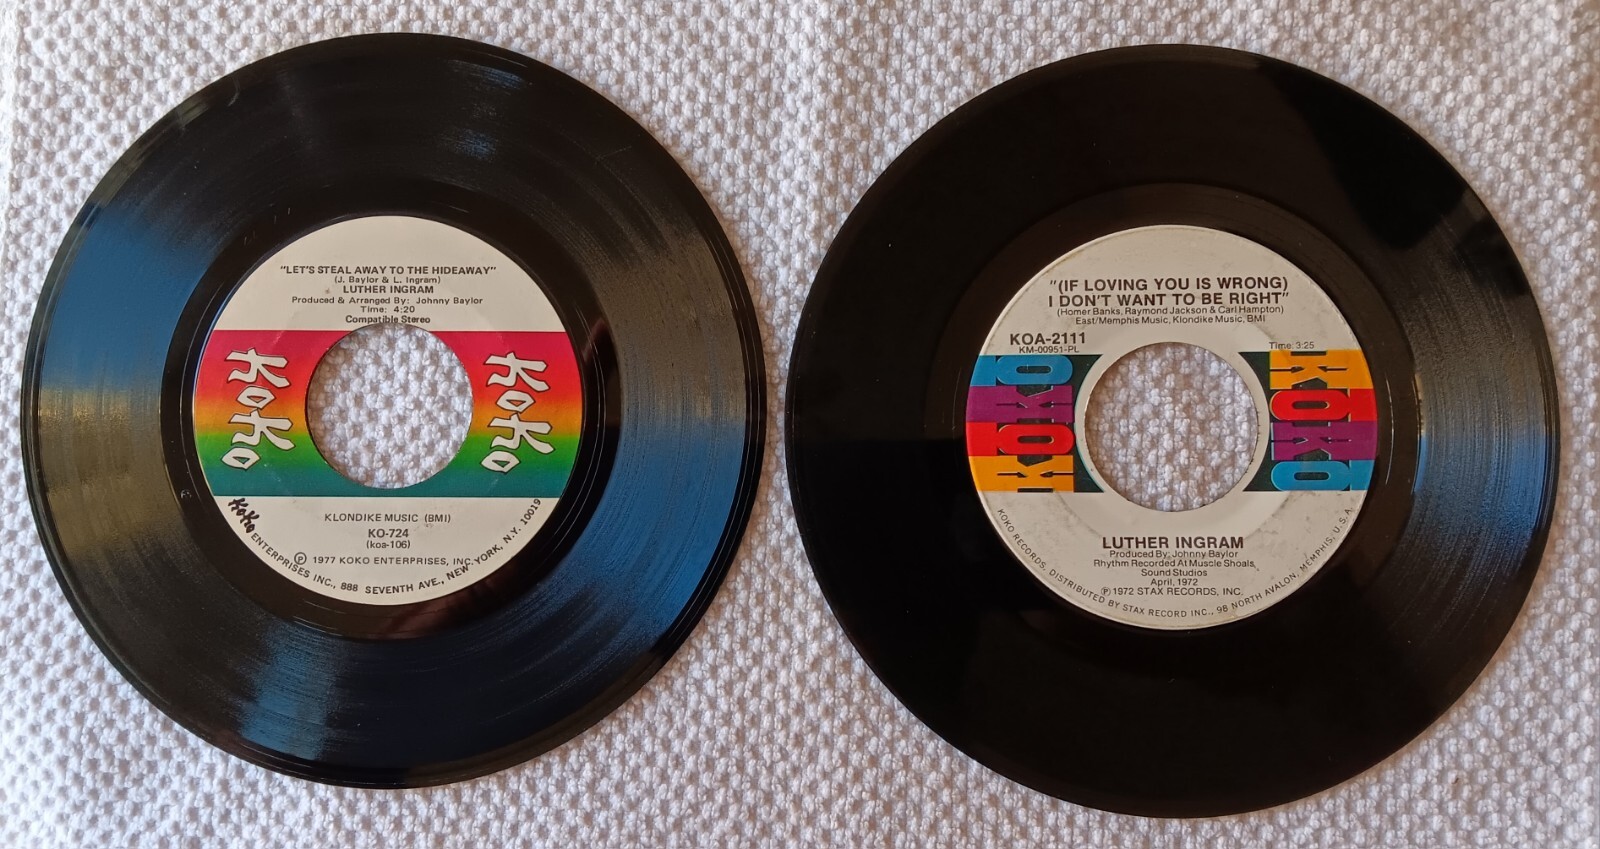 "LET'S STEAL AWAY TO THE HIDEAWAY"
(J. Baylor & L. Ingram)
LUTHER INGRAM
Produced & Arranged By: Johnny Baylor
Time: 4:20
Compatible Stereo
KOKO
KOKO
KLONDIKE MUSIC (BMI)
KO-724
(koa-106)
Ⓟ 1977 KOKO ENTERPRISES, INC.
KoKo ENTERPRISES INC., 888 SEVENTH AVE., NEW YORK, N.Y. 10019
"(IF LOVING YOU IS WRONG)
I DON'T WANT TO BE RIGHT"
(Homer Banks, Raymond Jackson & Carl Hampton)
East/Memphis Music, Klondike Music, BMI
KOA-2111
KM-00951-PL
Time: 3:25
KOKO
KOKO
LUTHER INGRAM
Produced By: Johnny Baylor
Rhythm Recorded At Muscle Shoals
Sound Studios
April, 1972
Ⓟ1972 STAX RECORDS, INC.
KOKO RECORDS, DISTRIBUTED BY STAX RECORD INC., 98 NORTH AVALON, MEMPHIS, U.S.A.